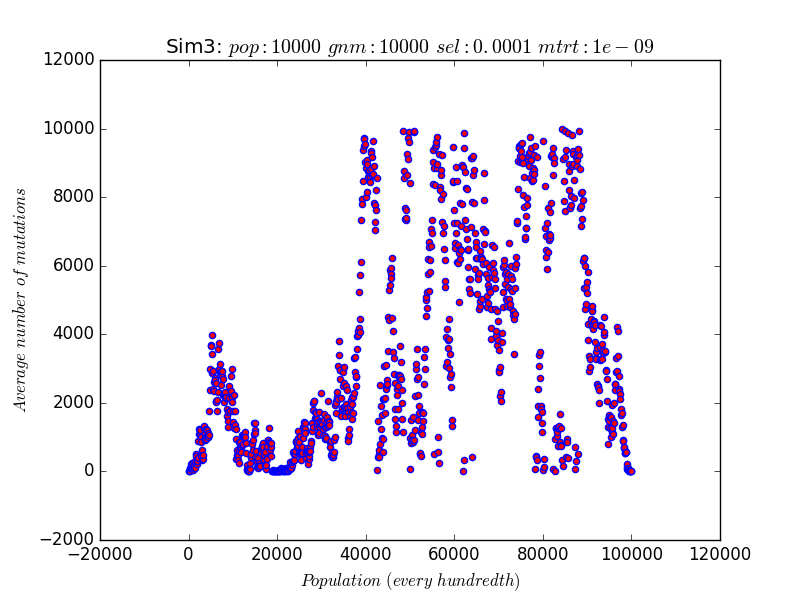 Sim3: pop : 10000 gnm : 10000 sel : 0.0001 mtrt : 1e − 09
12000
10000
8000
6000
4000
2000
0
−2000
Average number of mutations
−20000 0 20000 40000 60000 80000 100000 120000
Population (every hundredth)